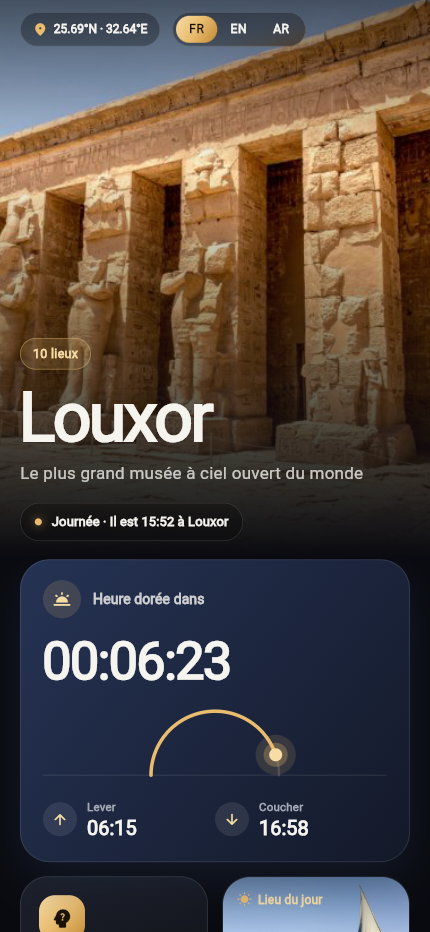 25.69°N · 32.64°E
FR EN AR
10 lieux
Louxor
Le plus grand musée à ciel ouvert du monde
Journée · Il est 15:52 à Louxor
Heure dorée dans
00:06:23
Lever
06:15
Coucher
16:58
Lieu du jour